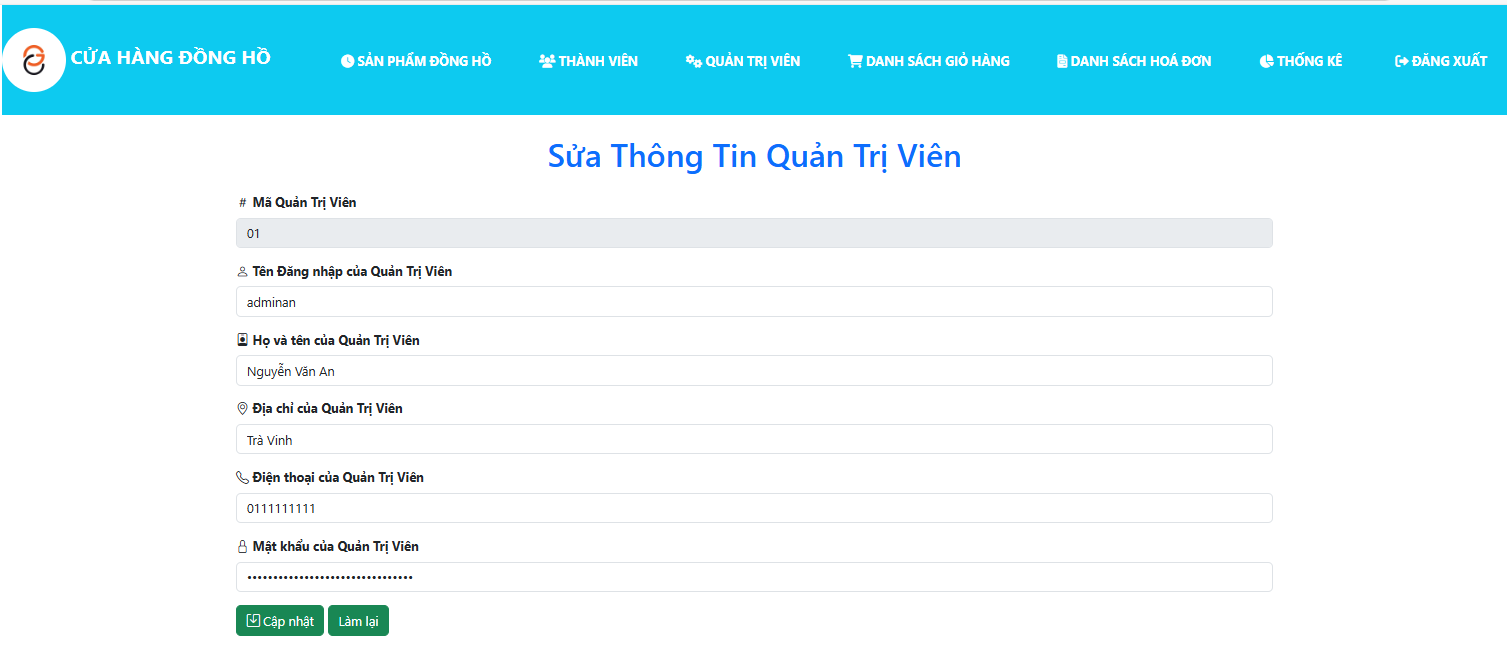 CỬA HÀNG ĐỒNG HỒ
SẢN PHẨM ĐỒNG HỒ
THÀNH VIÊN
QUẢN TRỊ VIÊN
DANH SÁCH GIỎ HÀNG
DANH SÁCH HOÁ ĐƠN
THỐNG KÊ
ĐĂNG XUẤT
Sửa Thông Tin Quản Trị Viên
# Mã Quản Trị Viên
01
Tên Đăng nhập của Quản Trị Viên
adminan
Họ và tên của Quản Trị Viên
Nguyễn Văn An
Địa chỉ của Quản Trị Viên
Trà Vinh
Điện thoại của Quản Trị Viên
0111111111
Mật khẩu của Quản Trị Viên
••••••••••••••••••••••••••••••••
Cập nhật
Làm lại